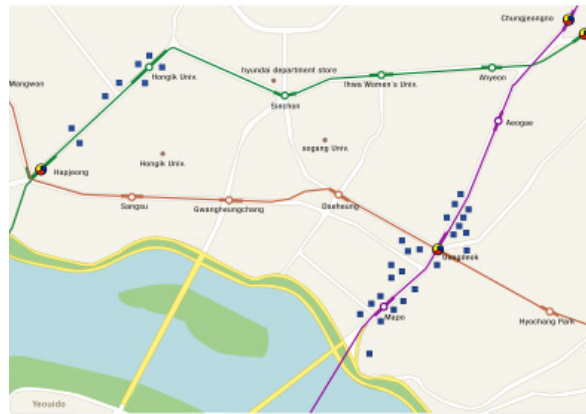 Chungjeongno
Hongik Univ.
hyundai department store
Ahyeon
Mangwon
Ihwa Women's Univ.
Sinchon
Aeogae
sogang Univ.
Hongik Univ.
Hapjeong
Sangsu
Gwangheungchang
Daeheung
Gongdeok
Mapo
Hyochang Park
Yeouido